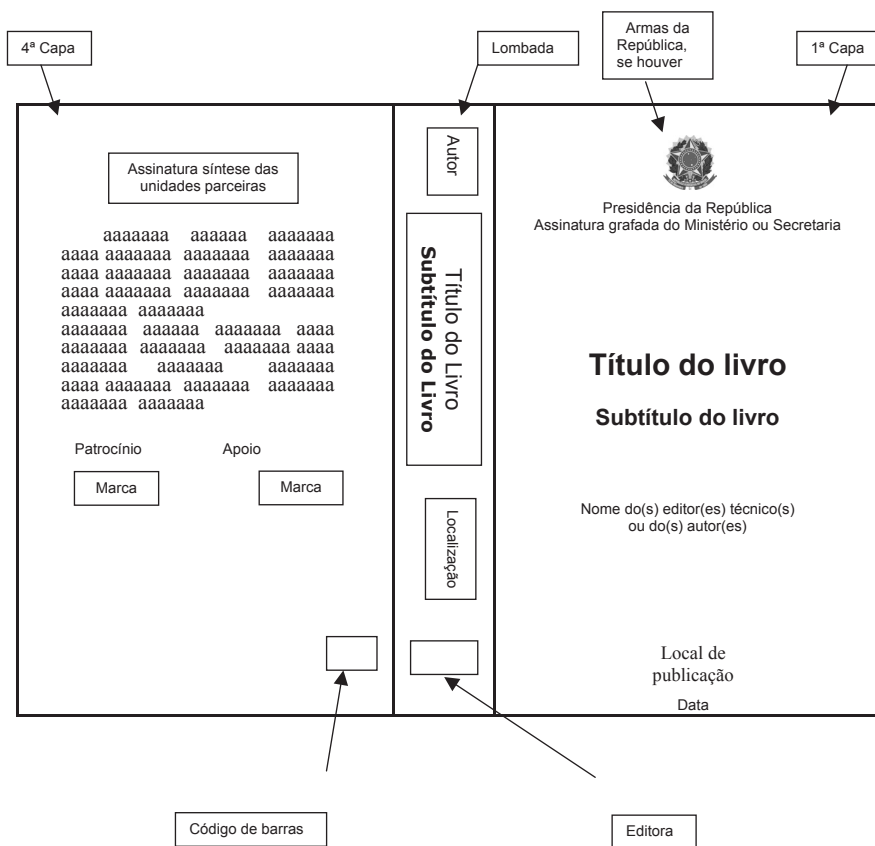 4ª Capa
Lombada
Armas da
República,
se houver
1ª Capa
Assinatura síntese das
unidades parceiras
aaaaaaa aaaaaa aaaaaaa
aaaa aaaaaaa aaaaaaa aaaaaaa
aaaa aaaaaaa aaaaaaa aaaaaaa
aaaa aaaaaaa aaaaaaa aaaaaaa
aaaaaaa aaaaaaa
aaaaaaa aaaaaa aaaaaaa aaaa
aaaaaaa aaaaaaa aaaaaaa aaaa
aaaaaaa aaaaaaa aaaaaaa
aaaa aaaaaaa aaaaaaa aaaaaaa
aaaaaaa aaaaaaa
Patrocínio Apoio
Marca Marca
Autor
Título do Livro
Subtítulo do Livro
Localização
Presidência da República
Assinatura grafada do Ministério ou Secretaria
Título do livro
Subtítulo do livro
Nome do(s) editor(es) técnico(s)
ou do(s) autor(es)
Local de
publicação
Data
Código de barras
Editora